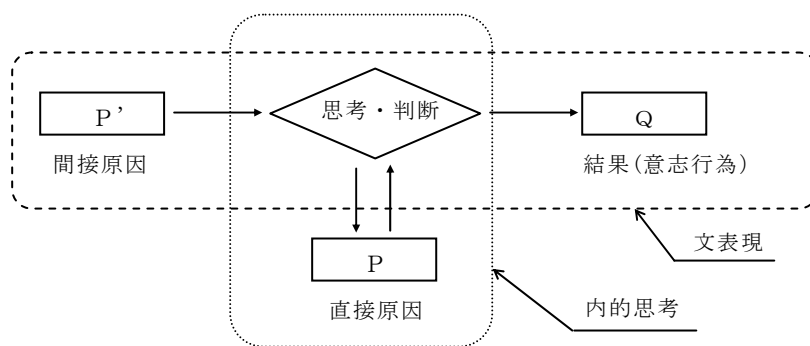 思考・判断
P’
Q
間接原因
結果(意志行為)
P
文表現
直接原因
内的思考